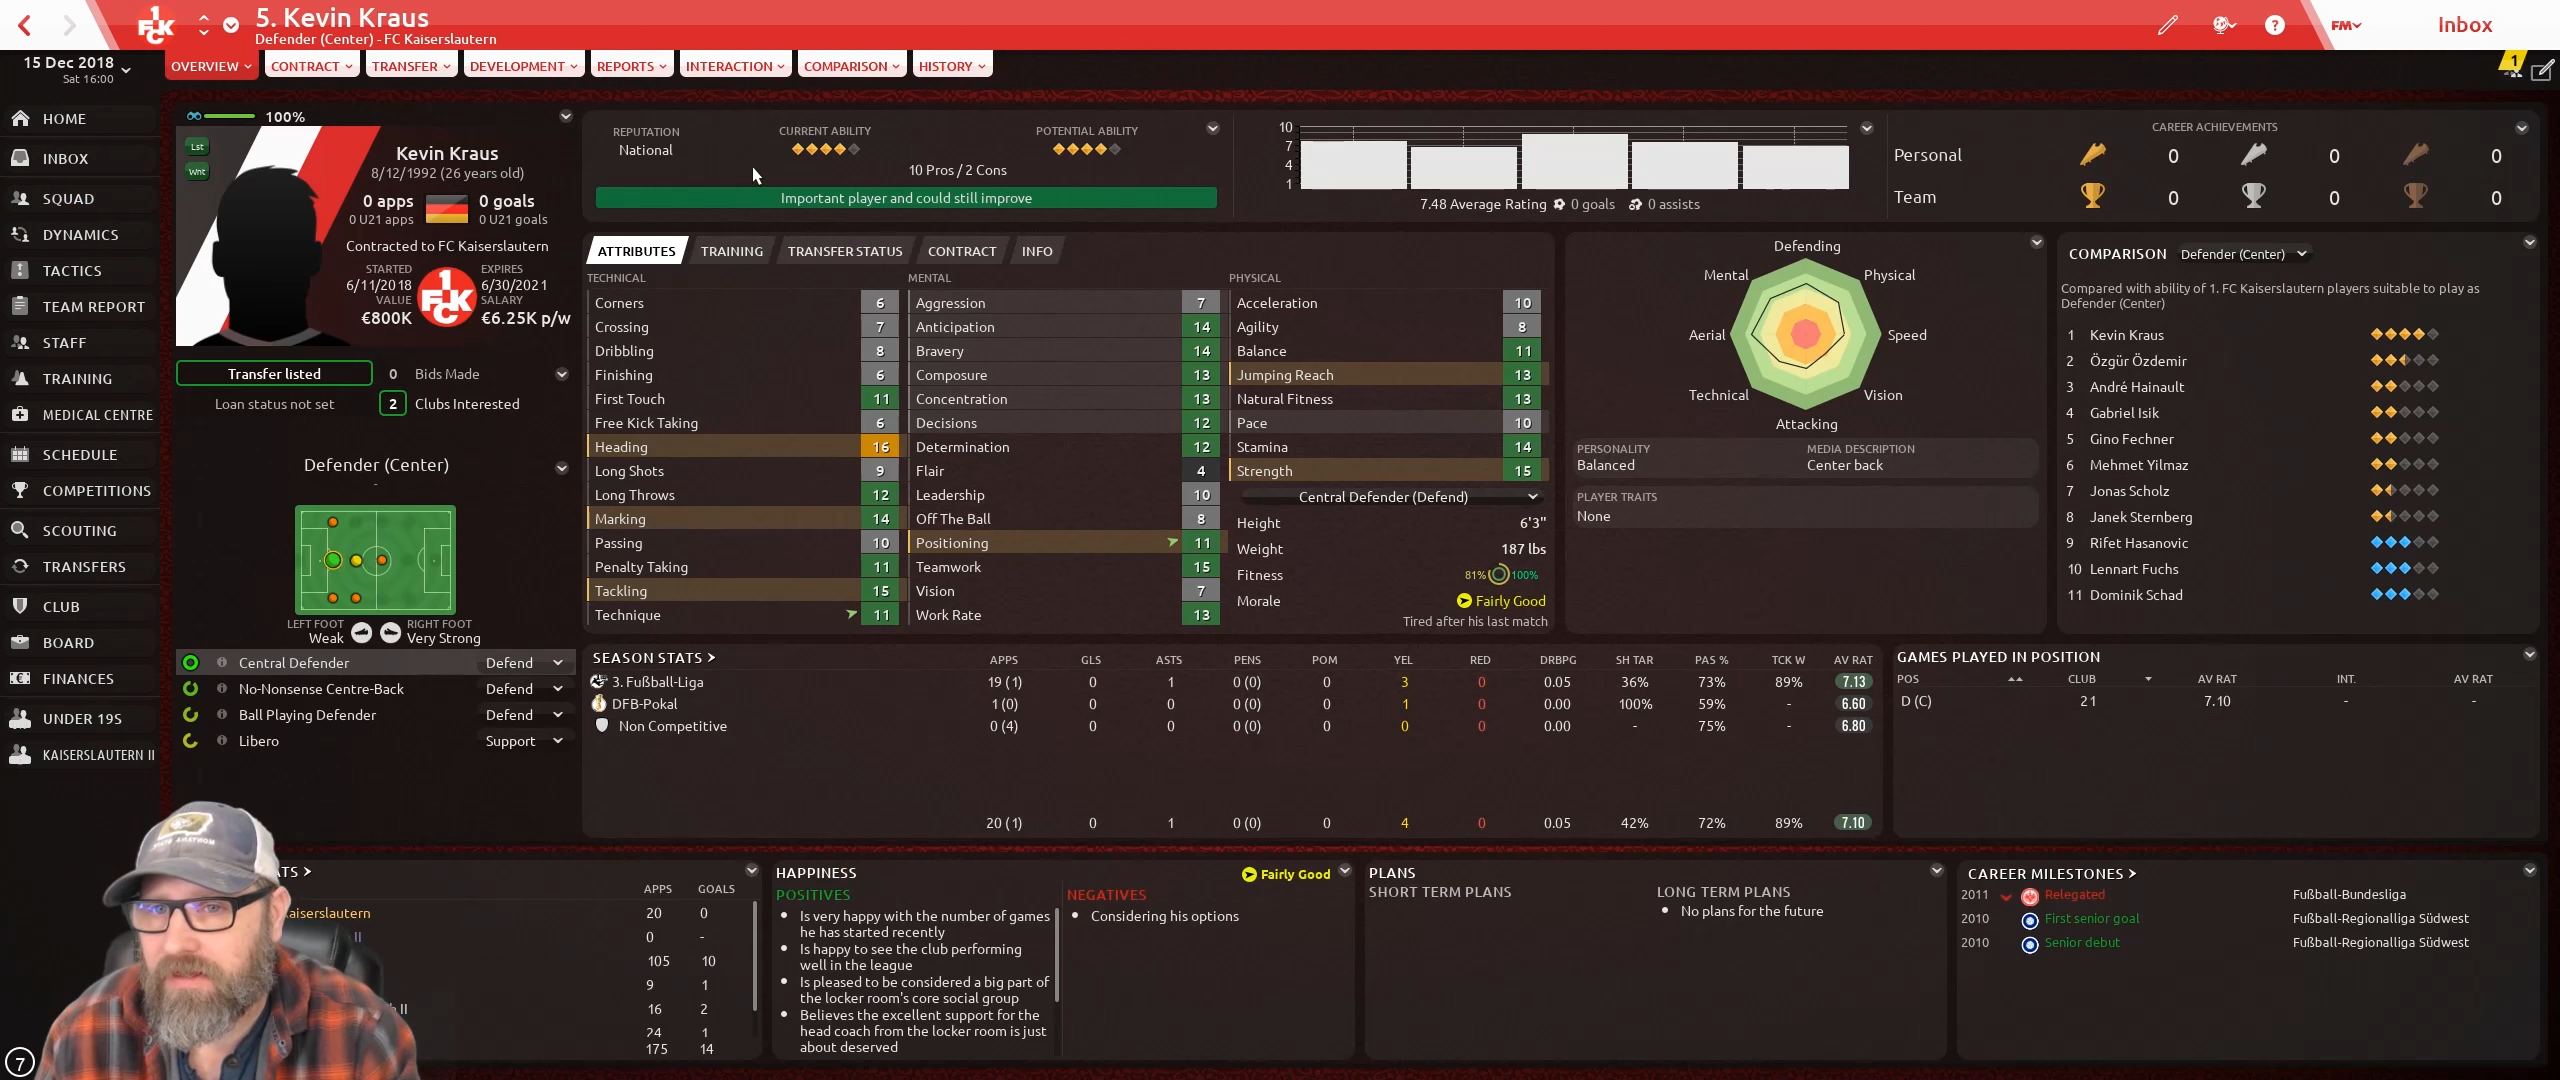 5. Kevin Kraus
Defender (Center) - FC Kaiserslautern
FM
Inbox
15 Dec 2018
Sat 16:00
OVERVIEW
CONTRACT
TRANSFER
DEVELOPMENT
REPORTS
INTERACTION
COMPARISON
HISTORY
1
HOME
INBOX
SQUAD
DYNAMICS
TACTICS
TEAM REPORT
STAFF
TRAINING
MEDICAL CENTRE
SCHEDULE
COMPETITIONS
SCOUTING
TRANSFERS
CLUB
BOARD
FINANCES
UNDER 19S
KAISERSLAUTERN II
100%
Lst
Wnt
Kevin Kraus
8/12/1992 (26 years old)
0 apps 0 goals
0 U21 apps 0 U21 goals
Contracted to FC Kaiserslautern
STARTED EXPIRES
6/11/2018 6/30/2021
VALUE SALARY
€800K €6.25K p/w
Transfer listed 0 Bids Made
Loan status not set 2 Clubs Interested
Defender (Center)
-
LEFT FOOT RIGHT FOOT
Weak Very Strong
Central Defender Defend
No-Nonsense Centre-Back Defend
Ball Playing Defender Defend
Libero Support
REPUTATION CURRENT ABILITY POTENTIAL ABILITY
National
10 Pros / 2 Cons
Important player and could still improve
10
7
4
1
7.48 Average Rating 0 goals 0 assists
CAREER ACHIEVEMENTS
Personal 0 0 0
Team 0 0 0
ATTRIBUTES TRAINING TRANSFER STATUS CONTRACT INFO
TECHNICAL MENTAL PHYSICAL
Corners 6 Aggression 7 Acceleration 10
Crossing 7 Anticipation 14 Agility 8
Dribbling 8 Bravery 14 Balance 11
Finishing 6 Composure 13 Jumping Reach 13
First Touch 11 Concentration 13 Natural Fitness 13
Free Kick Taking 6 Decisions 12 Pace 10
Heading 16 Determination 12 Stamina 14
Long Shots 9 Flair 4 Strength 15
Long Throws 12 Leadership 10 Central Defender (Defend)
Marking 14 Off The Ball 8 Height 6'3"
Passing 10 Positioning 11 Weight 187 lbs
Penalty Taking 11 Teamwork 15 Fitness 81% 100%
Tackling 15 Vision 7 Morale Fairly Good
Technique 11 Work Rate 13 Tired after his last match
Defending
Mental Physical
Aerial Speed
Technical Vision
Attacking
PERSONALITY MEDIA DESCRIPTION
Balanced Center back
PLAYER TRAITS
None
COMPARISON Defender (Center)
Compared with ability of 1. FC Kaiserslautern players suitable to play as
Defender (Center)
1 Kevin Kraus
2 Özgür Özdemir
3 André Hainault
4 Gabriel Isik
5 Gino Fechner
6 Mehmet Yilmaz
7 Jonas Scholz
8 Janek Sternberg
9 Rifet Hasanovic
10 Lennart Fuchs
11 Dominik Schad
SEASON STATS APPS GLS ASTS PENS POM YEL RED DRBPG SH TAR PAS % TCK W AV RAT
3. Fußball-Liga 19 (1) 0 1 0 (0) 0 3 0 0.05 36% 73% 89% 7.13
DFB-Pokal 1 (0) 0 0 0 (0) 0 1 0 0.00 100% 59% - 6.60
Non Competitive 0 (4) 0 0 0 (0) 0 0 0 0.00 - 75% - 6.80
20 (1) 0 1 0 (0) 0 4 0 0.05 42% 72% 89% 7.10
GAMES PLAYED IN POSITION
POS CLUB AV RAT INT. AV RAT
D (C) 21 7.10 - -
ATS
APPS GOALS
aiserslautern 20 0
II 0 -
105 10
9 1
II 16 2
24 1
175 14
HAPPINESS Fairly Good
POSITIVES
Is very happy with the number of games
he has started recently
Is happy to see the club performing
well in the league
Is pleased to be considered a big part of
the locker room's core social group
Believes the excellent support for the
head coach from the locker room is just
about deserved
NEGATIVES
Considering his options
PLANS
SHORT TERM PLANS LONG TERM PLANS
No plans for the future
CAREER MILESTONES
2011 Relegated Fußball-Bundesliga
2010 First senior goal Fußball-Regionalliga Südwest
2010 Senior debut Fußball-Regionalliga Südwest
7